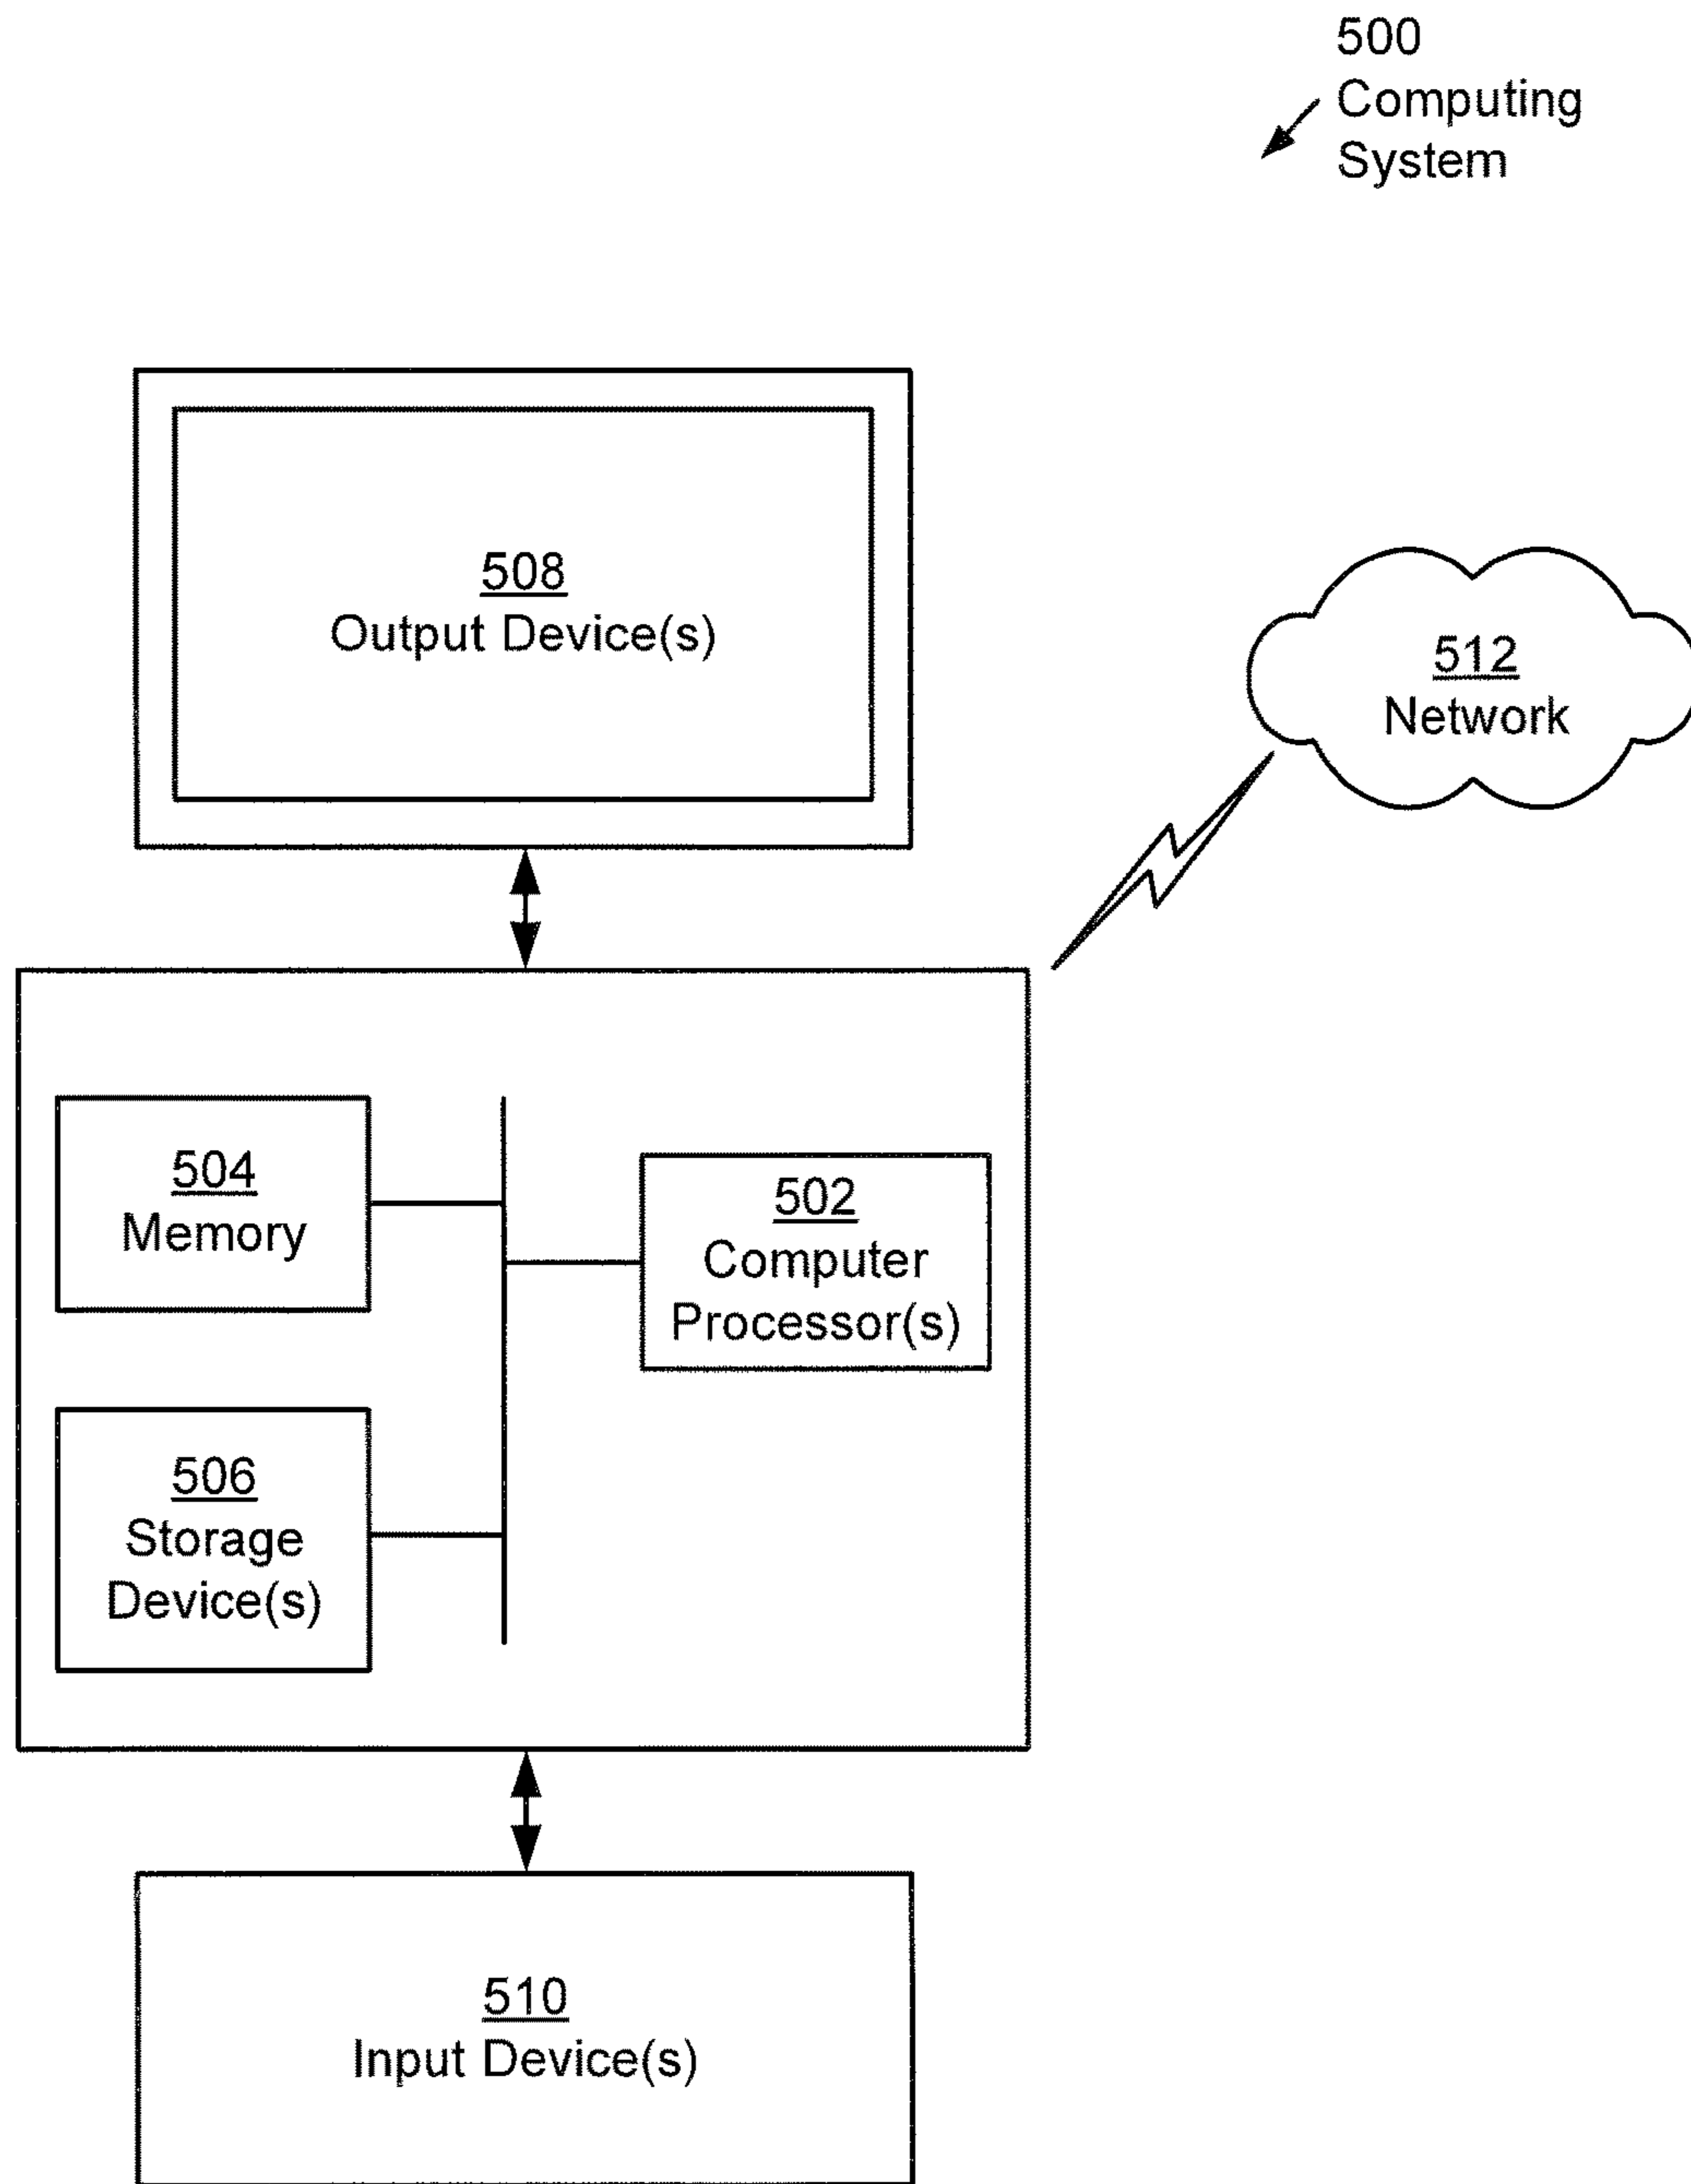 500
Computing
System
508
Output Device(s)
512
Network
504
Memory
502
Computer
Processor(s)
506
Storage
Device(s)
510
Input Device(s)